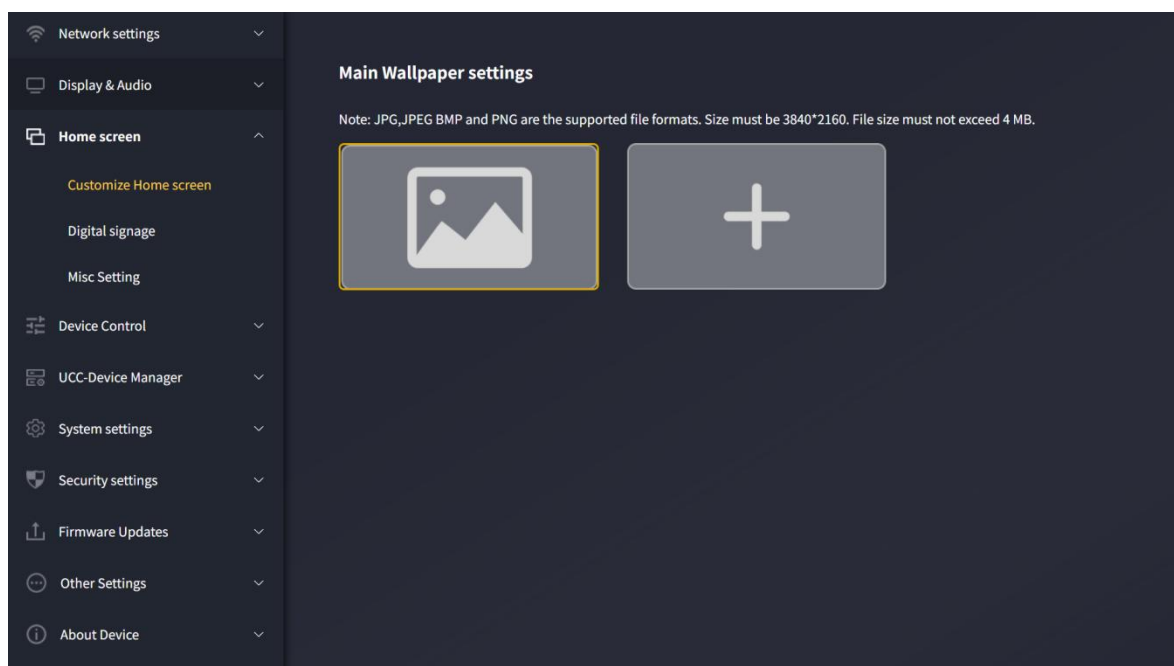 Network settings
Display & Audio
Home screen
Customize Home screen
Digital signage
Misc Setting
Device Control
UCC-Device Manager
System settings
Security settings
Firmware Updates
Other Settings
About Device
Main Wallpaper settings
Note: JPG,JPEG BMP and PNG are the supported file formats. Size must be 3840*2160. File size must not exceed 4 MB.